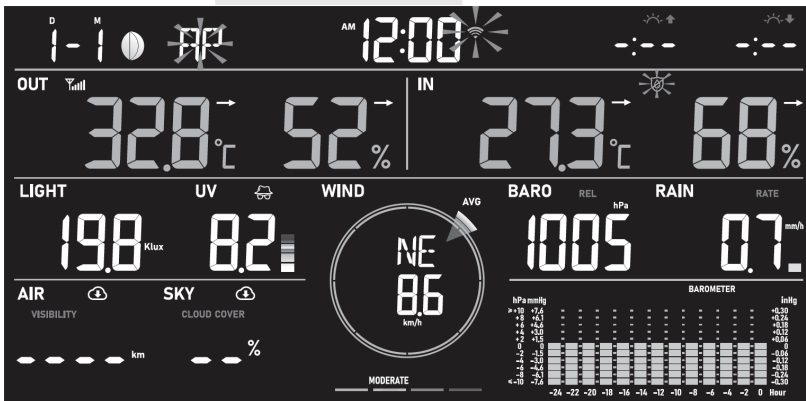 D M
1-1 AP AM 12:00 -:-- -:--
OUT 32.8 °C 52 % IN 27.3 °C 68 %
LIGHT UV WIND AVG BARO REL RAIN RATE
19.8 Klux 8.2 NE 1005 hPa 0.7 mm/h
8.6
km/h
AIR SKY BAROMETER
VISIBILITY CLOUD COVER
---- km -- %
MODERATE
hPa mmHg inHg
≥+10 +7.6 +0.30
+8 +6.1 +0.24
+6 +4.6 +0.18
+4 +3.0 +0.12
+2 +1.5 +0.06
0 0 0
-2 -1.5 -0.06
-4 -3.0 -0.12
-6 -4.6 -0.18
-8 -6.1 -0.24
≤-10 -7.6 -0.30
-24 -22 -20 -18 -16 -14 -12 -10 -8 -6 -4 -2 0 Hour